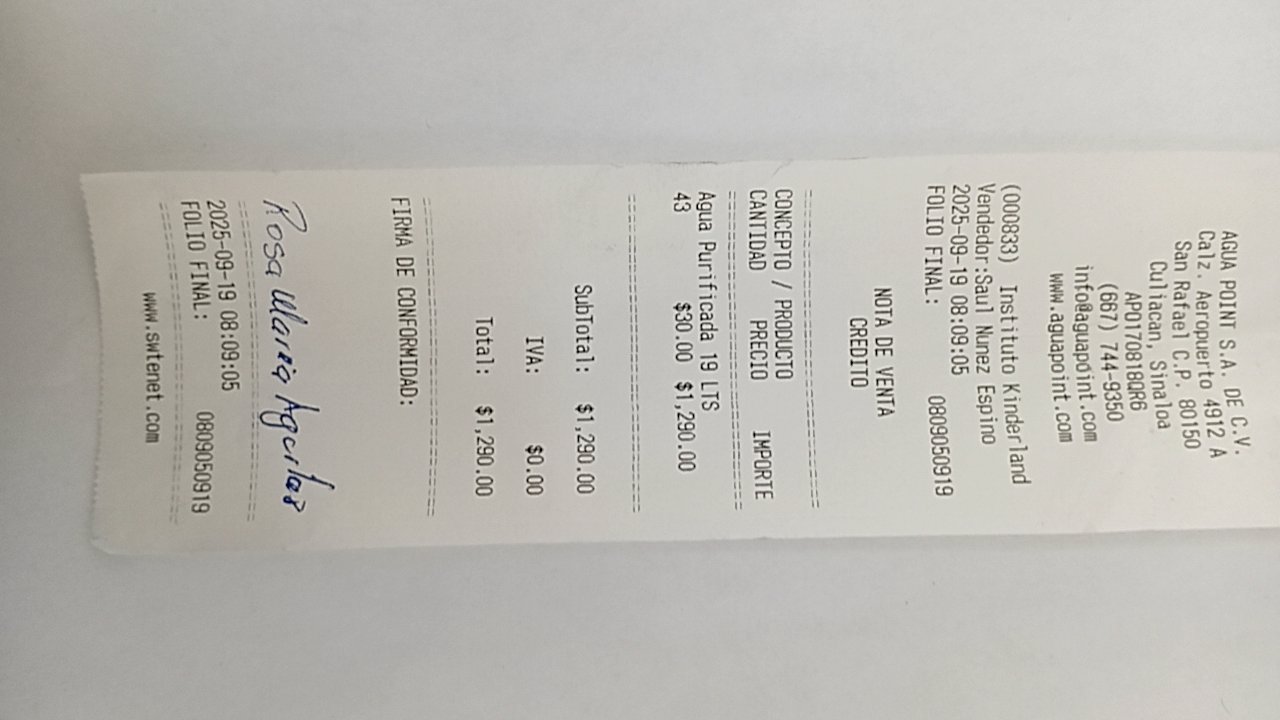 AGUA POINT S.A. DE C.V.
Calz. Aeropuerto 4912 A
San Rafael C.P. 80150
Culiacan, Sinaloa
APO170818QR6
(667) 744-9350
info@aguapoint.com
www.aguapoint.com
(000833) Instituto Kinderland
Vendedor:Saul Nunez Espino
2025-09-19 08:09:05
FOLIO FINAL: 0809050919
NOTA DE VENTA
CREDITO
CONCEPTO / PRODUCTO
CANTIDAD PRECIO IMPORTE
Agua Purificada 19 LTS
43 $30.00 $1,290.00
SubTotal: $1,290.00
IVA: $0.00
Total: $1,290.00
FIRMA DE CONFORMIDAD:
Rosa Maria Aguilar
2025-09-19 08:09:05
FOLIO FINAL: 0809050919
www.swtenet.com